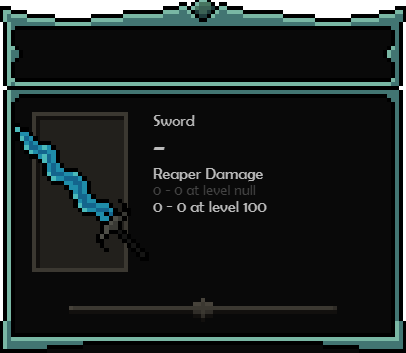 Sword
–
Reaper Damage
0 - 0 at level null
0 - 0 at level 100